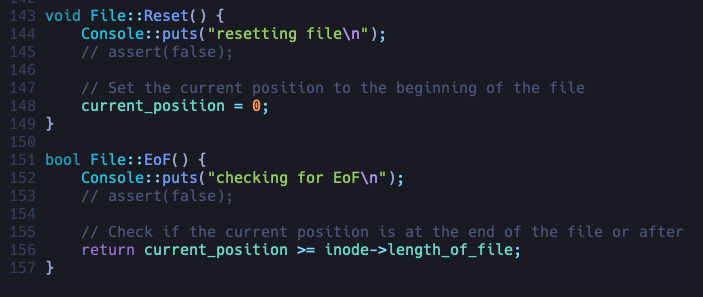 142
143 void File::Reset() {
144     Console::puts("resetting file\n");
145     // assert(false);
146
147     // Set the current position to the beginning of the file
148     current_position = 0;
149 }
150
151 bool File::EoF() {
152     Console::puts("checking for EoF\n");
153     // assert(false);
154
155     // Check if the current position is at the end of the file or after
156     return current_position >= inode->length_of_file;
157 }